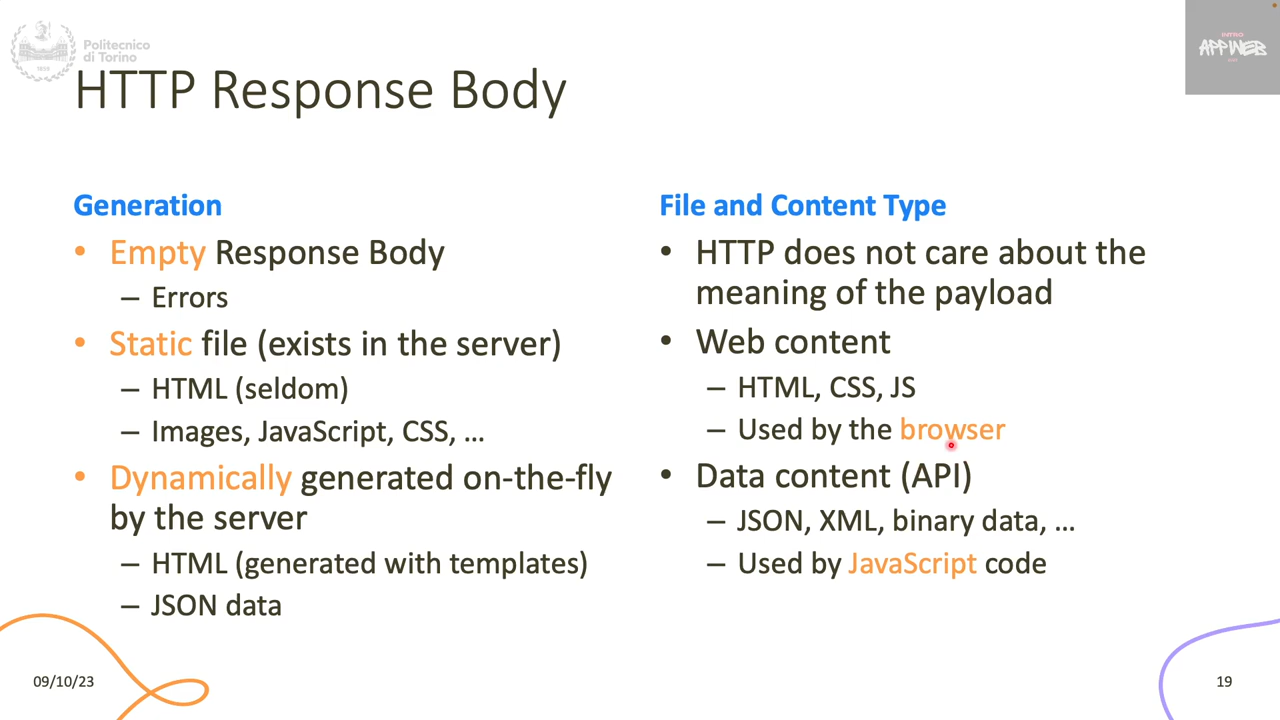 Politecnico
di Torino
1859
INTRO
APPWEB
HTTP Response Body
Generation
• Empty Response Body
– Errors
• Static file (exists in the server)
– HTML (seldom)
– Images, JavaScript, CSS, …
• Dynamically generated on-the-fly
by the server
– HTML (generated with templates)
– JSON data
File and Content Type
• HTTP does not care about the
meaning of the payload
• Web content
– HTML, CSS, JS
– Used by the browser
• Data content (API)
– JSON, XML, binary data, …
– Used by JavaScript code
09/10/23
19